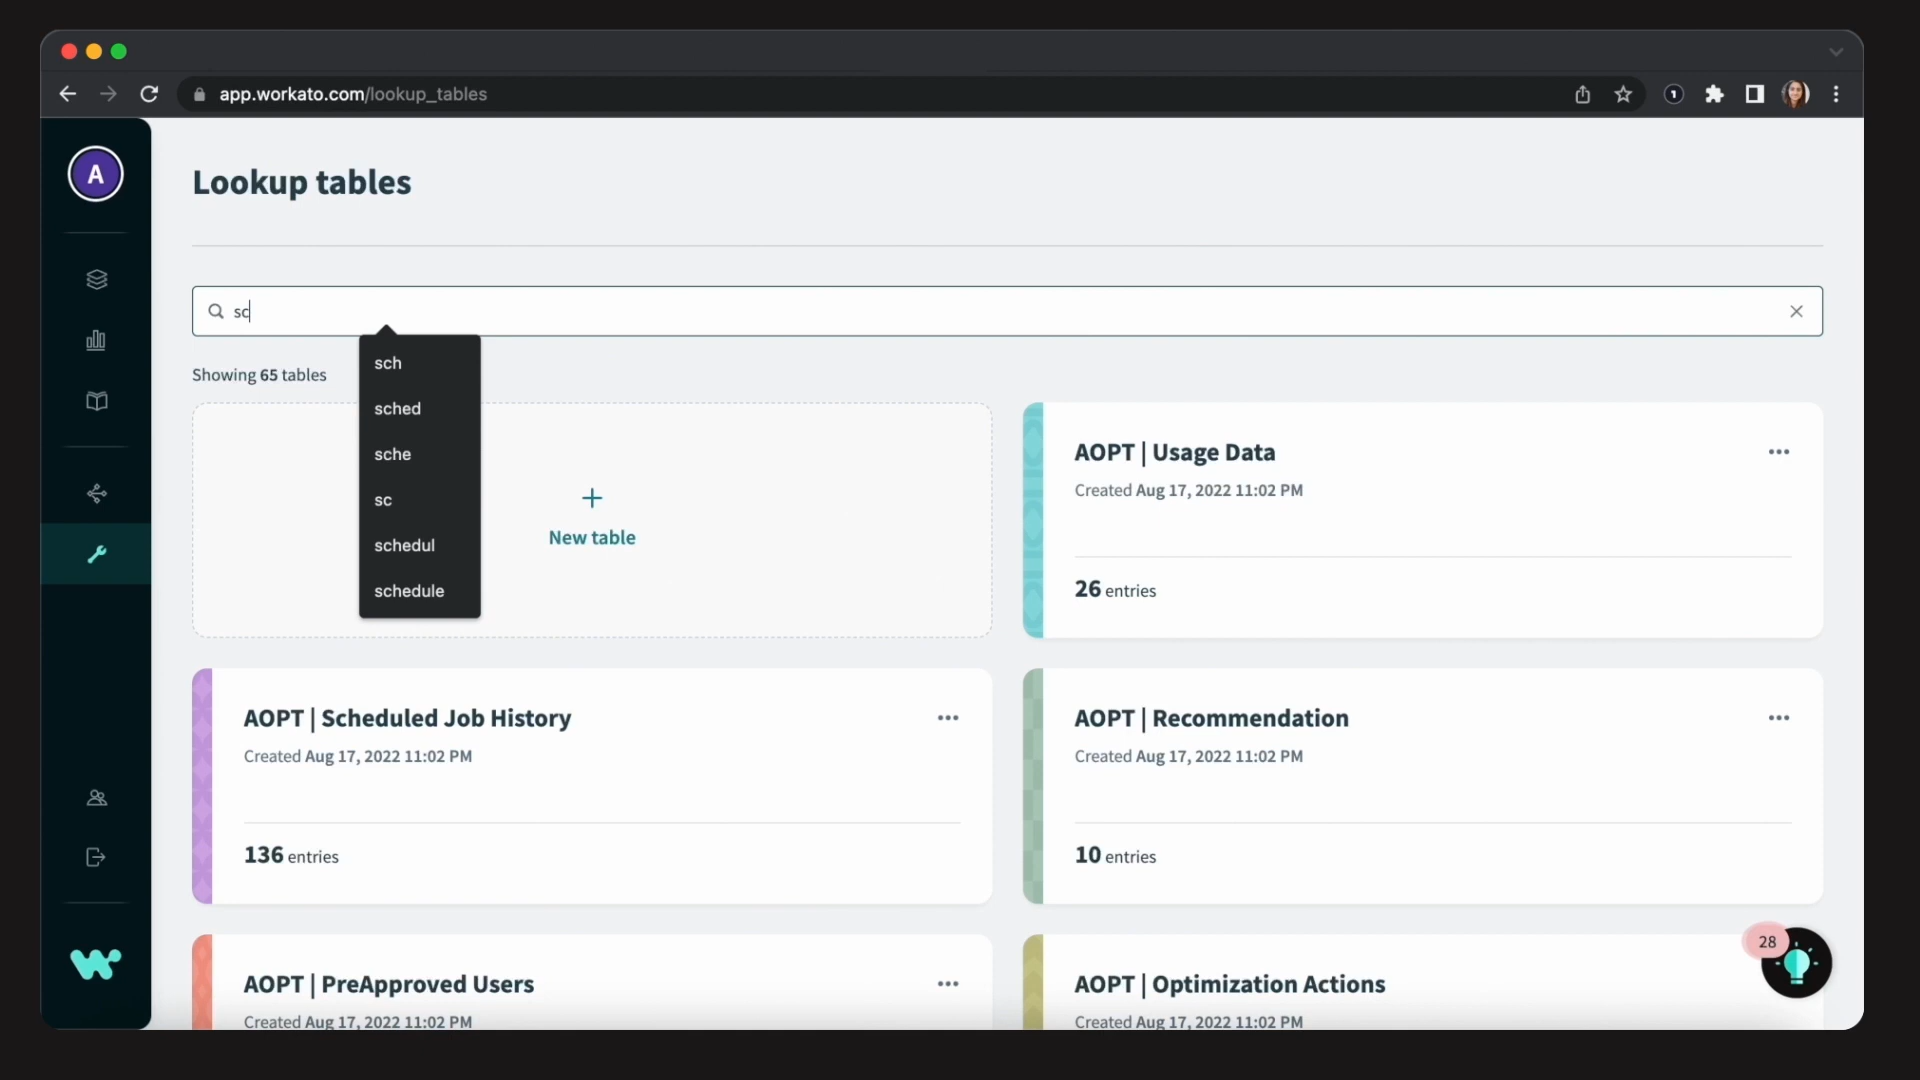 app.workato.com/lookup_tables
1
A
Lookup tables
sc
Showing 65 tables
sch
sched
sche
sc
schedul
schedule
New table
AOPT | Usage Data
Created Aug 17, 2022 11:02 PM
26 entries
AOPT | Scheduled Job History
Created Aug 17, 2022 11:02 PM
136 entries
AOPT | Recommendation
Created Aug 17, 2022 11:02 PM
10 entries
AOPT | PreApproved Users
Created Aug 17, 2022 11:02 PM
AOPT | Optimization Actions
Created Aug 17, 2022 11:02 PM
28